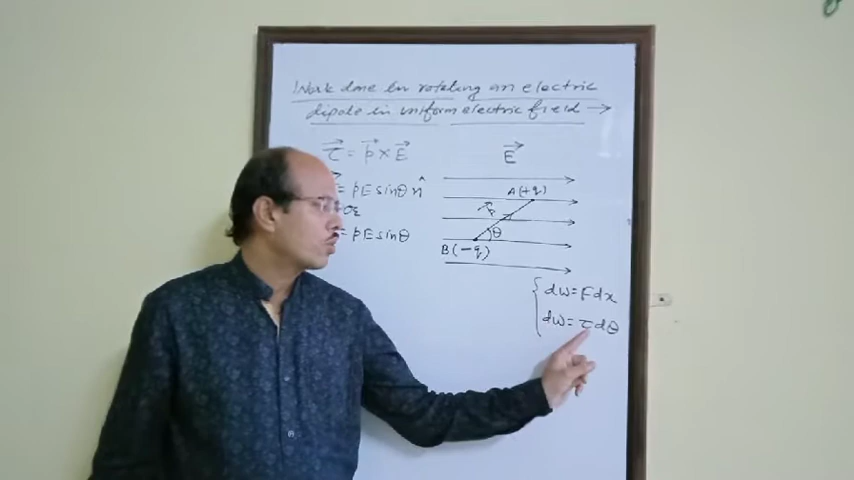 Work done in rotating an electric
dipole in uniform electric field →
τ⃗ = p⃗ × E⃗
= pE sinθ n̂
or
= pE sinθ
E⃗
A(+q)
p⃗
θ
B(-q)
dW = Fdx
dW = τdθ